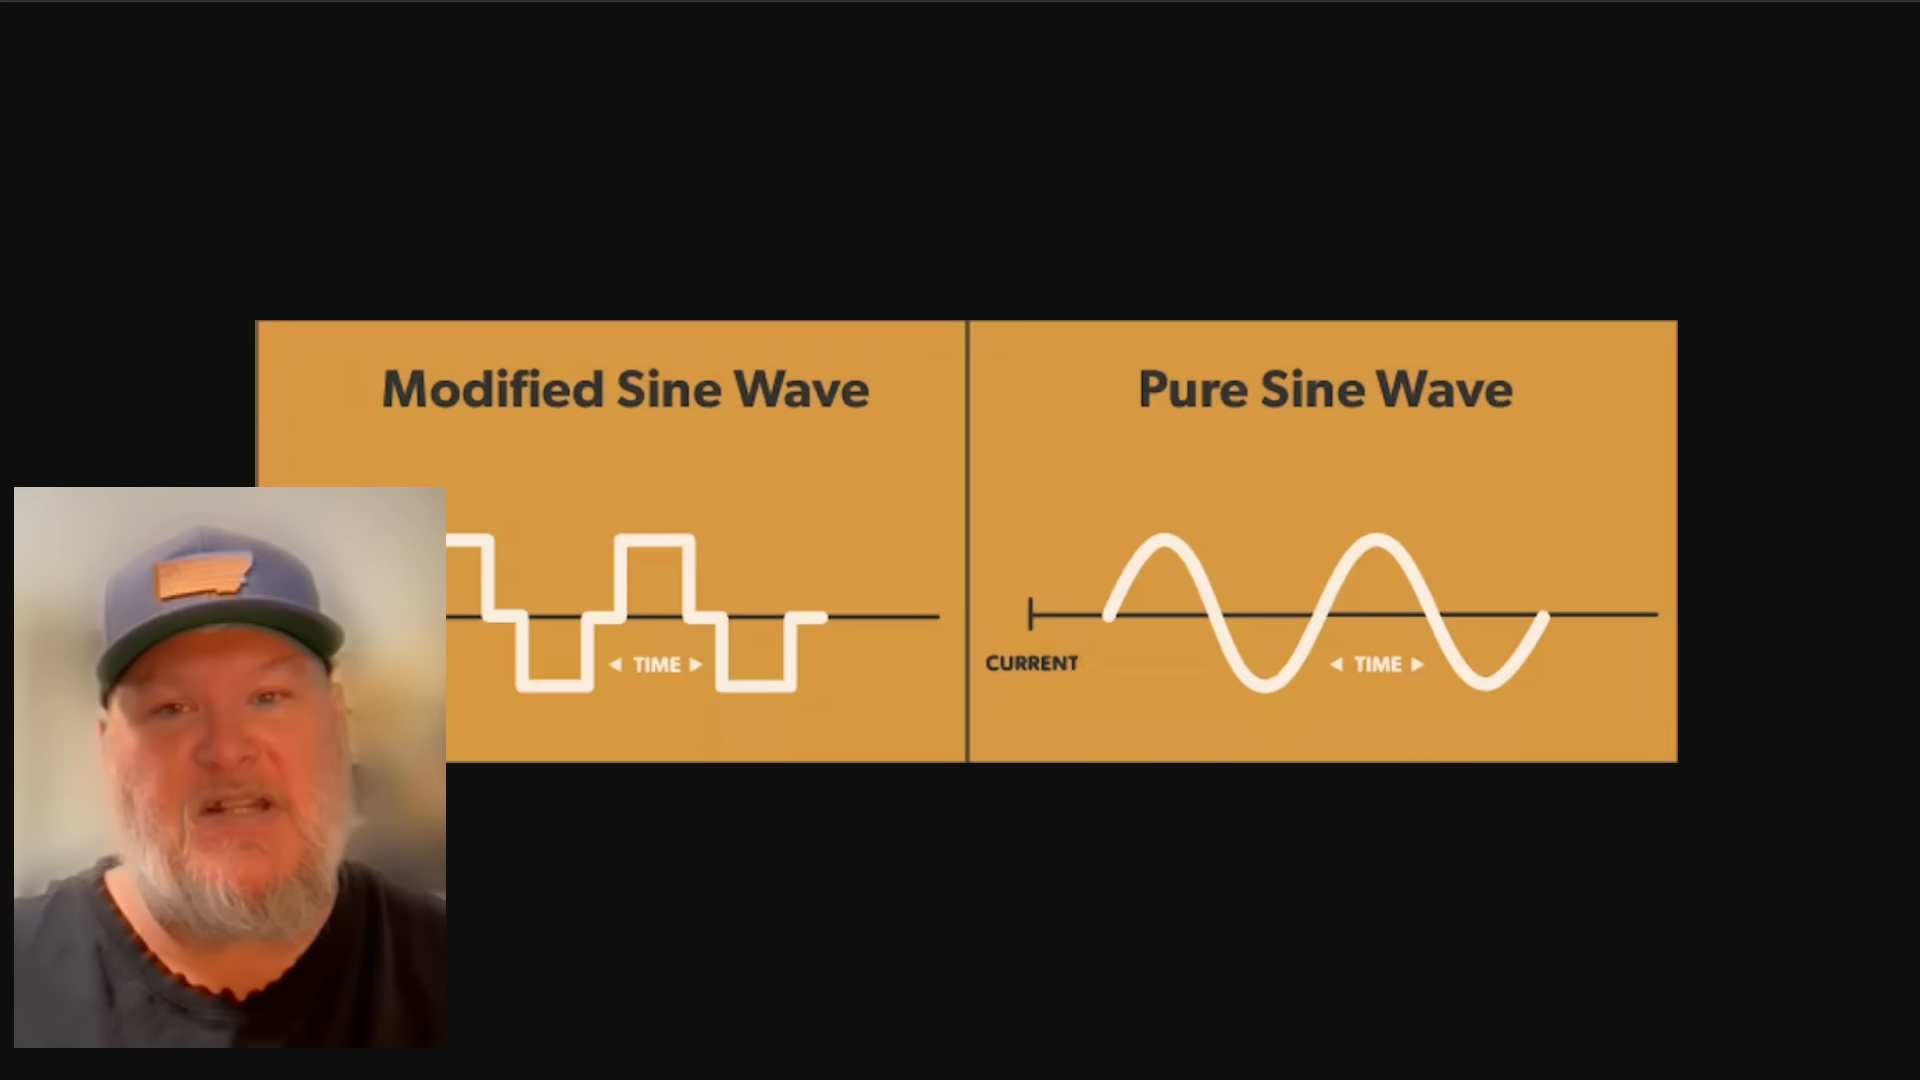 Modified Sine Wave
◄ TIME ►
Pure Sine Wave
CURRENT
◄ TIME ►